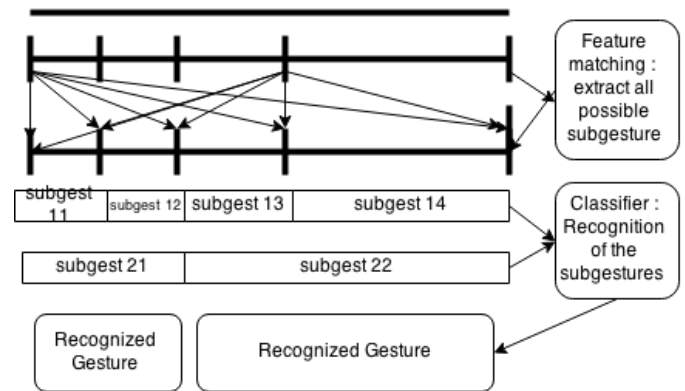 Feature
matching :
extract all
possible
subgesture
subgest
11
subgest 12
subgest 13
subgest 14
Classifier :
Recognition
of the
subgestures
subgest 21
subgest 22
Recognized
Gesture
Recognized Gesture